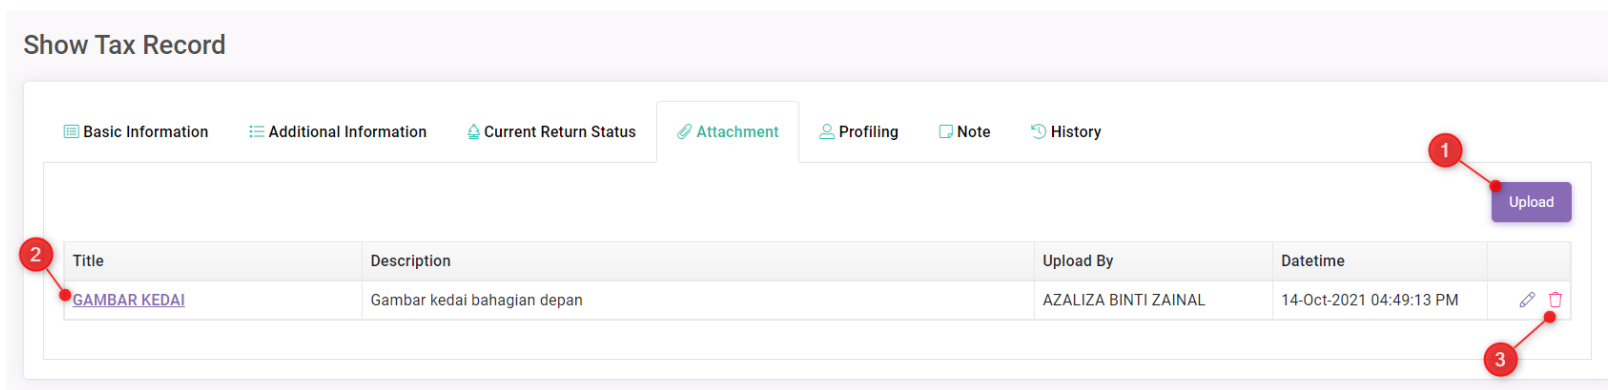 Show Tax Record
Basic Information Additional Information Current Return Status Attachment Profiling Note History
1
Upload
2
Title Description Upload By Datetime
GAMBAR KEDAI Gambar kedai bahagian depan AZALIZA BINTI ZAINAL 14-Oct-2021 04:49:13 PM
3